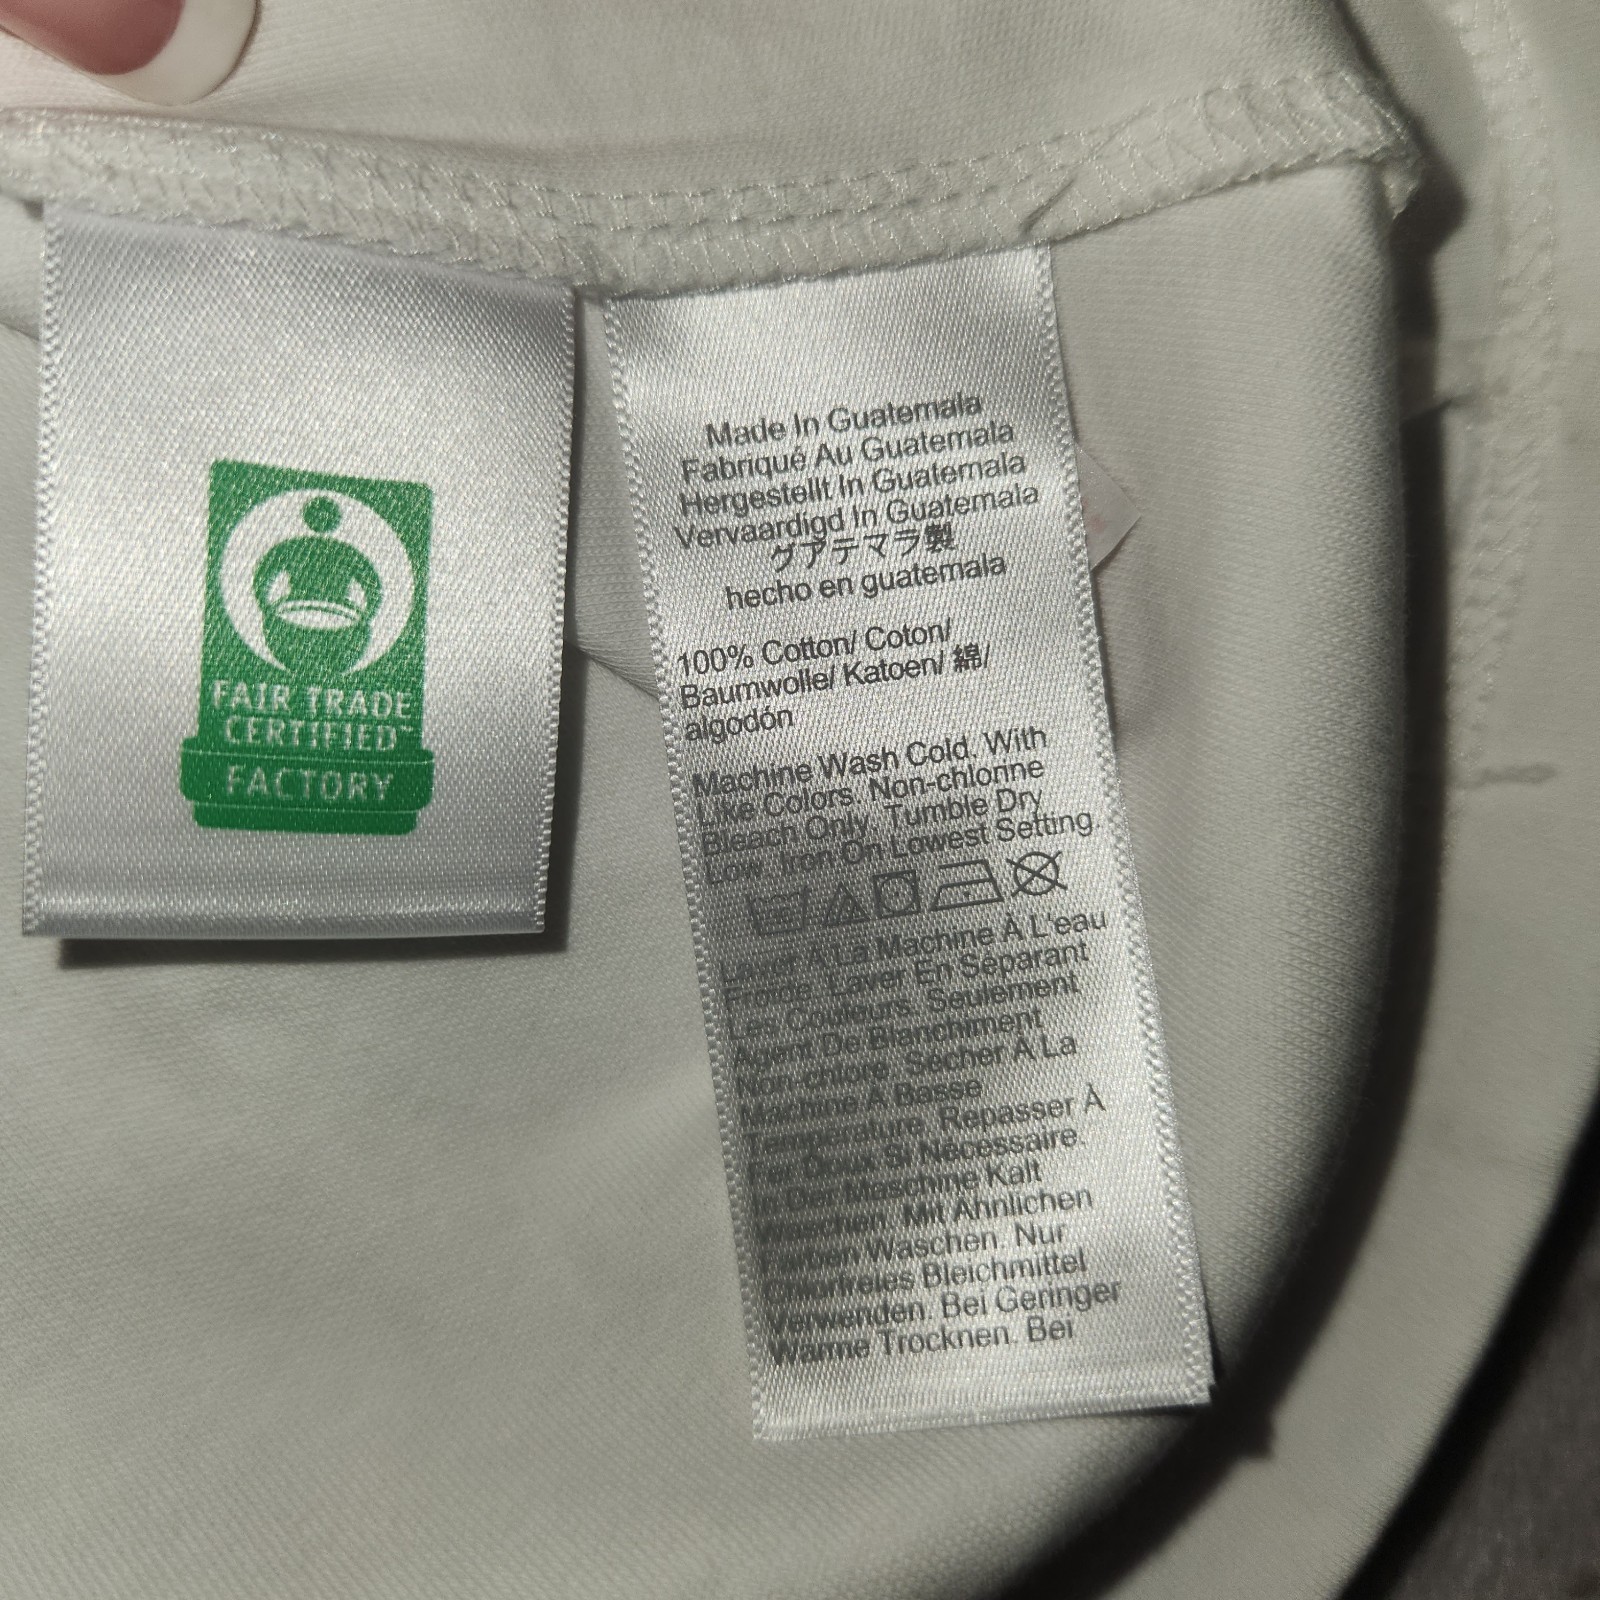 FAIR TRADE
CERTIFIED™
FACTORY
Made In Guatemala
Fabriqué Au Guatemala
Hergestellt In Guatemala
Vervaardigd In Guatemala
グアテマラ製
hecho en guatemala
100% Cotton/ Coton/
Baumwolle/ Katoen/ 綿/
algodón
Machine Wash Cold. With
Like Colors. Non-chlorine
Bleach Only. Tumble Dry
Low. Iron On Lowest Setting.
Laver À La Machine À L'eau
Froide. Laver En Séparant
Les Couleurs. Seulement
Agent De Blanchiment
Non-chlore. Sécher À La
Machine À Basse
Température. Repasser À
Fer Doux Si Nécessaire.
In Der Maschine Kalt
Waschen. Mit Ähnlichen
Farben Waschen. Nur
Chlorfreies Bleichmittel
Verwenden. Bei Geringer
Wärme Trocknen. Bei